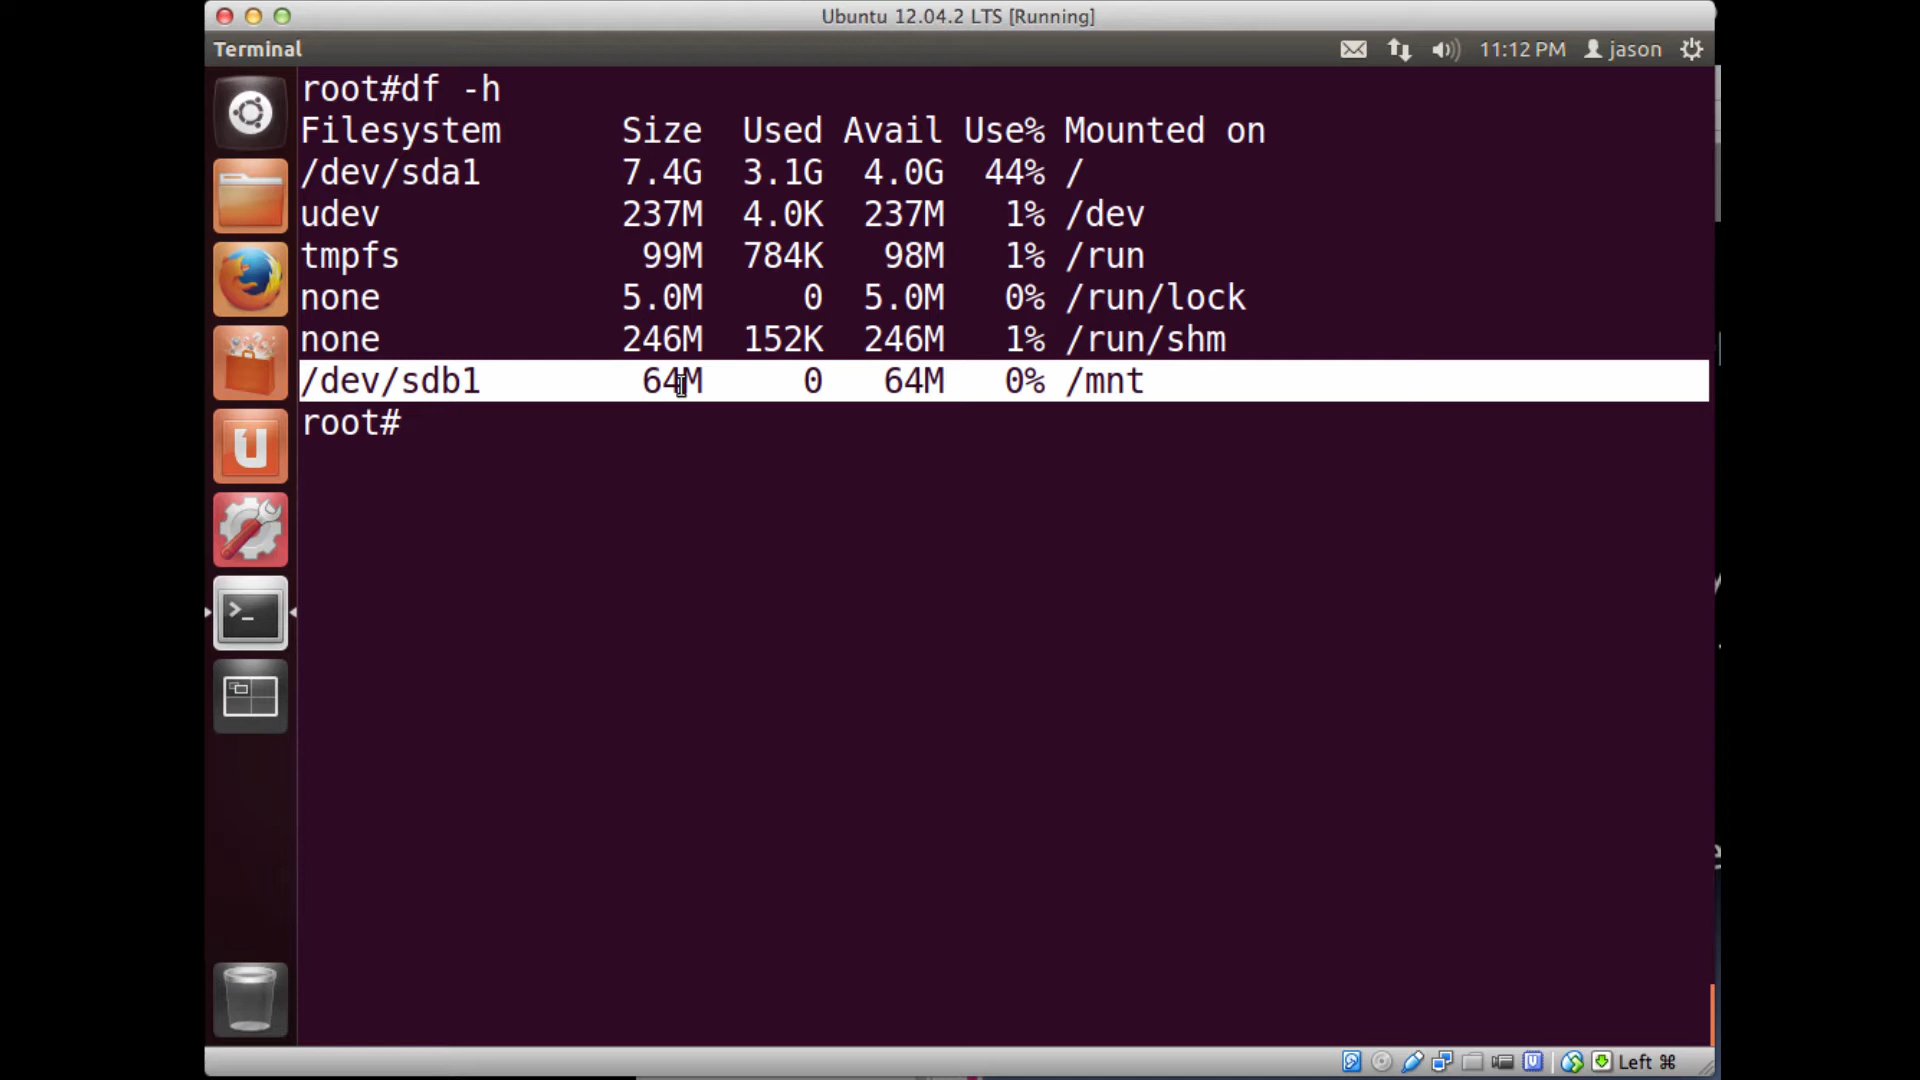 Ubuntu 12.04.2 LTS [Running]
Terminal 11:12 PM jason
root#df -h
Filesystem Size Used Avail Use% Mounted on
/dev/sda1 7.4G 3.1G 4.0G 44% /
udev 237M 4.0K 237M 1% /dev
tmpfs 99M 784K 98M 1% /run
none 5.0M 0 5.0M 0% /run/lock
none 246M 152K 246M 1% /run/shm
/dev/sdb1 64M 0 64M 0% /mnt
root#
Left ⌘